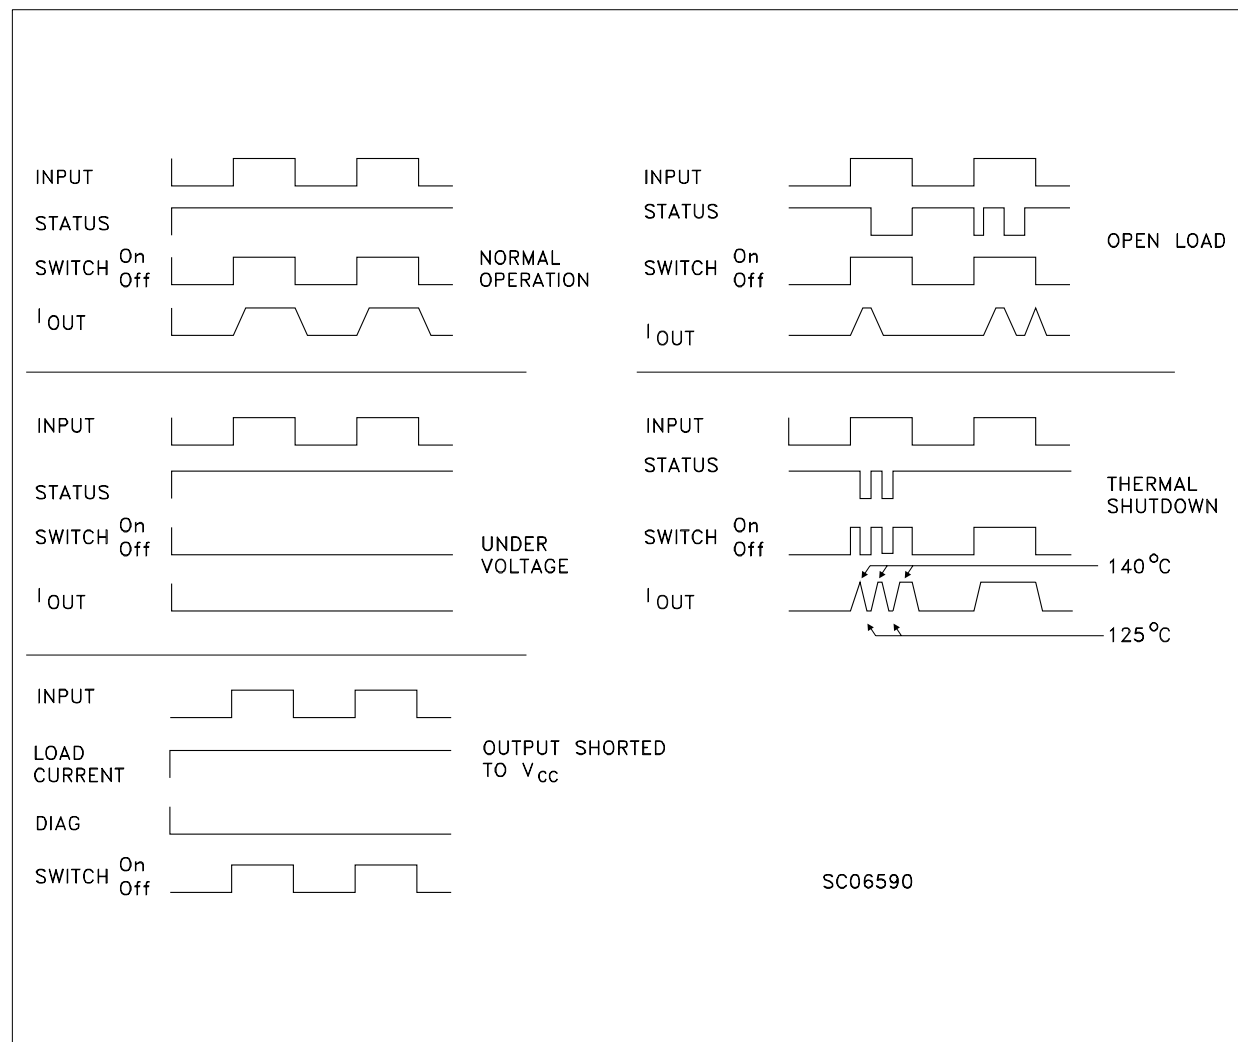 INPUT
STATUS
SWITCH On
Off
I OUT
NORMAL
OPERATION
INPUT
STATUS
SWITCH On
Off
I OUT
OPEN LOAD
INPUT
STATUS
SWITCH On
Off
I OUT
UNDER
VOLTAGE
INPUT
STATUS
SWITCH On
Off
I OUT
THERMAL
SHUTDOWN
140°C
125°C
INPUT
LOAD
CURRENT
DIAG
SWITCH On
Off
OUTPUT SHORTED
TO VCC
SC06590